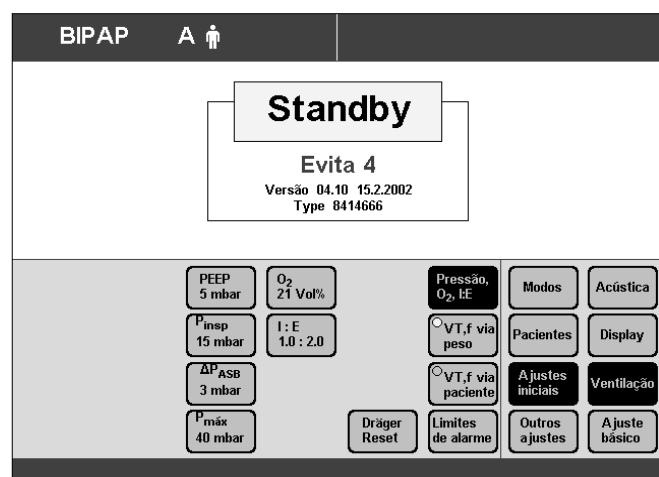 BIPAP A
Standby
Evita 4
Versão 04.10 15.2.2002
Type 8414666
PEEP
5 mbar
O2
21 Vol%
Pressão,
O2, I:E
Modos
Acústica
Pinsp
15 mbar
I : E
1.0 : 2.0
VT,f via
peso
Pacientes
Display
ΔPASB
3 mbar
VT,f via
paciente
Ajustes
iniciais
Ventilação
Pmáx
40 mbar
Dräger
Reset
Limites
de alarme
Outros
ajustes
Ajuste
básico